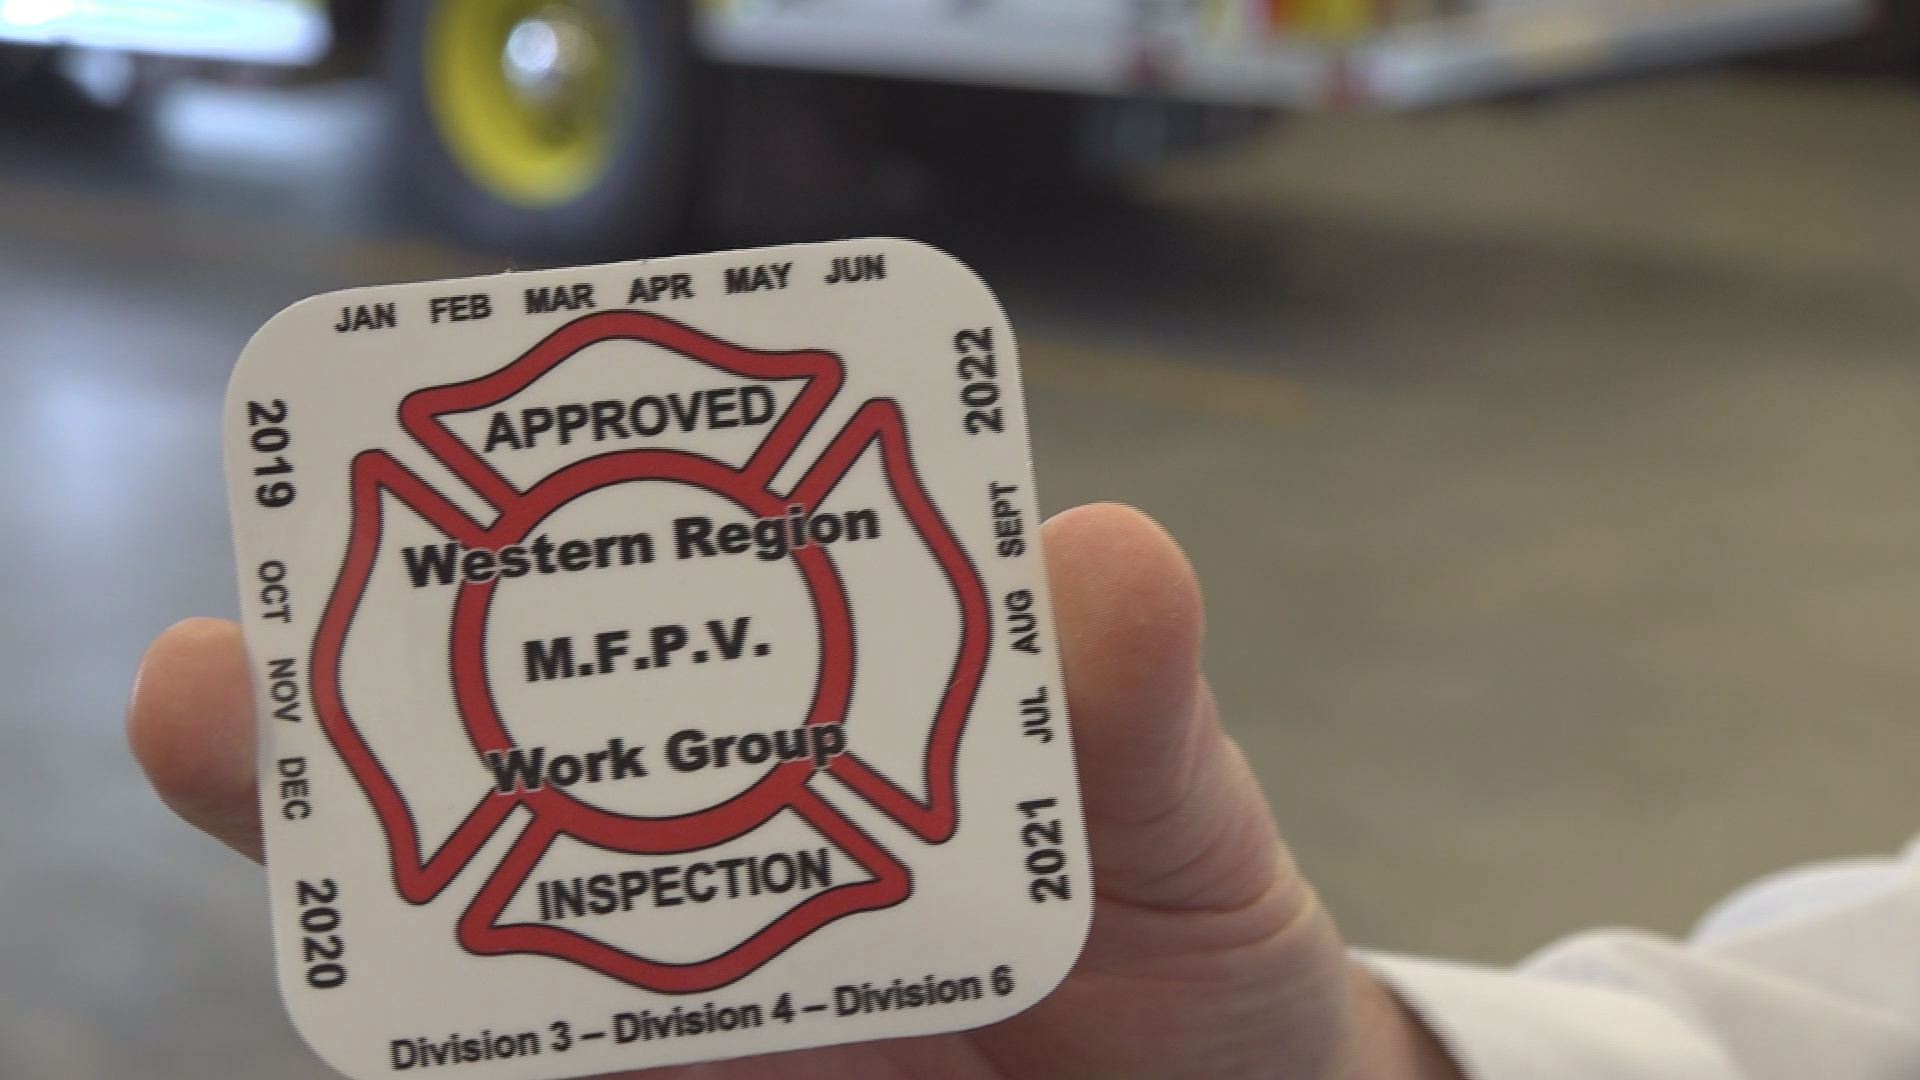 JAN FEB MAR APR MAY JUN
2019 OCT NOV DEC 2020
APPROVED
Western Region
M.F.P.V.
Work Group
INSPECTION
2021 JUL AUG SEPT 2022
Division 3 – Division 4 – Division 6